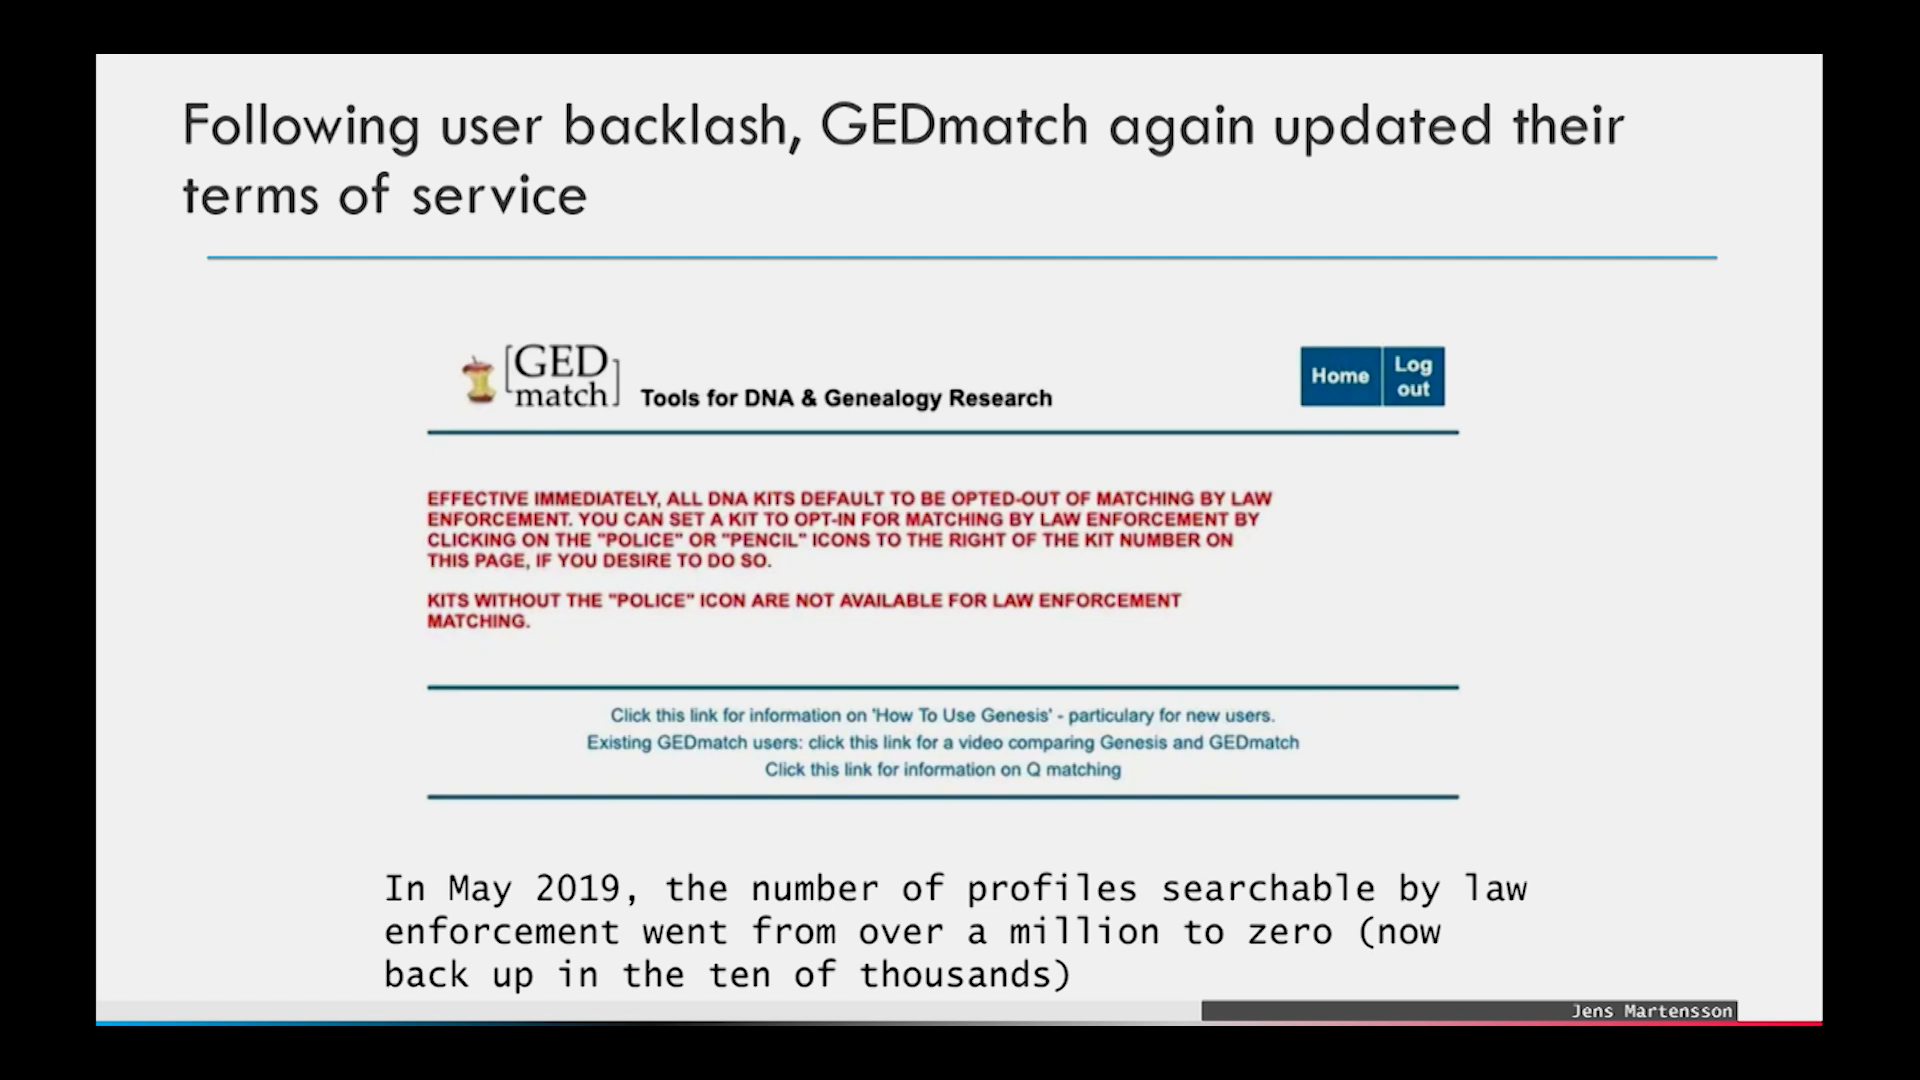 Following user backlash, GEDmatch again updated their
terms of service
GED
match
Tools for DNA & Genealogy Research
Home
Log
out
EFFECTIVE IMMEDIATELY, ALL DNA KITS DEFAULT TO BE OPTED-OUT OF MATCHING BY LAW
ENFORCEMENT. YOU CAN SET A KIT TO OPT-IN FOR MATCHING BY LAW ENFORCEMENT BY
CLICKING ON THE "POLICE" OR "PENCIL" ICONS TO THE RIGHT OF THE KIT NUMBER ON
THIS PAGE, IF YOU DESIRE TO DO SO.
KITS WITHOUT THE "POLICE" ICON ARE NOT AVAILABLE FOR LAW ENFORCEMENT
MATCHING.
Click this link for information on 'How To Use Genesis' - particulary for new users.
Existing GEDmatch users: click this link for a video comparing Genesis and GEDmatch
Click this link for information on Q matching
In May 2019, the number of profiles searchable by law
enforcement went from over a million to zero (now
back up in the ten of thousands)
Jens Martensson